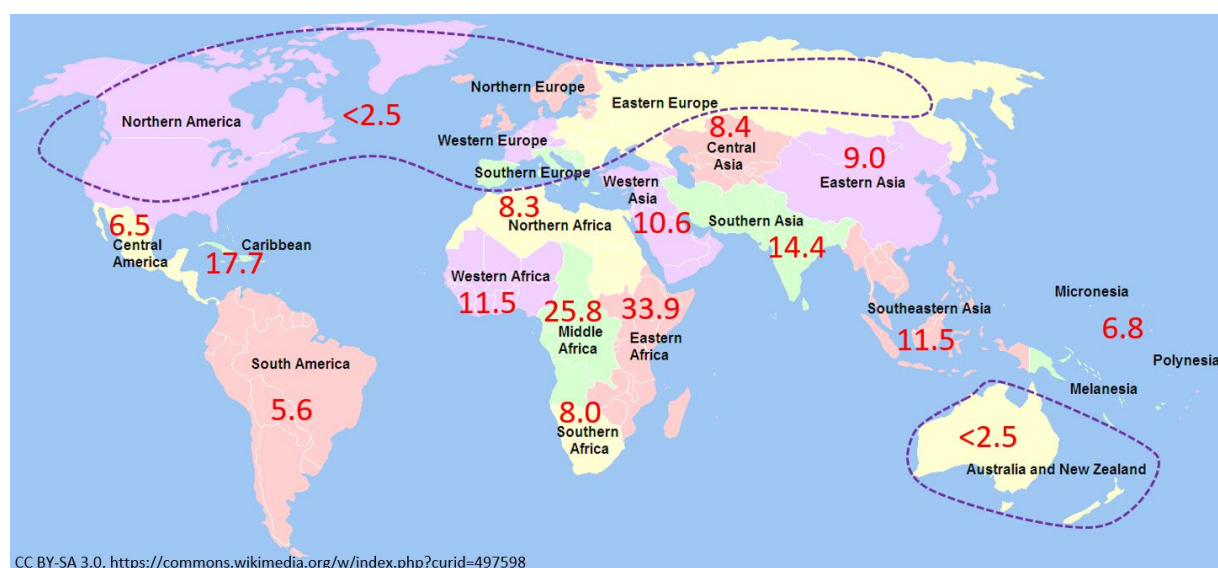 Northern Europe
Eastern Europe
Northern America
<2.5
Western Europe
8.4
Central
Asia
9.0
Eastern Asia
Southern Europe
Western
Asia
10.6
8.3
Northern Africa
Southern Asia
14.4
6.5
Central
America
Caribbean
17.7
Western Africa
11.5
25.8
Middle
Africa
33.9
Eastern
Africa
Southeastern Asia
11.5
Micronesia
6.8
Polynesia
Melanesia
South America
5.6
8.0
Southern
Africa
<2.5
Australia and New Zealand
CC BY-SA 3.0, https://commons.wikimedia.org/w/index.php?curid=497598